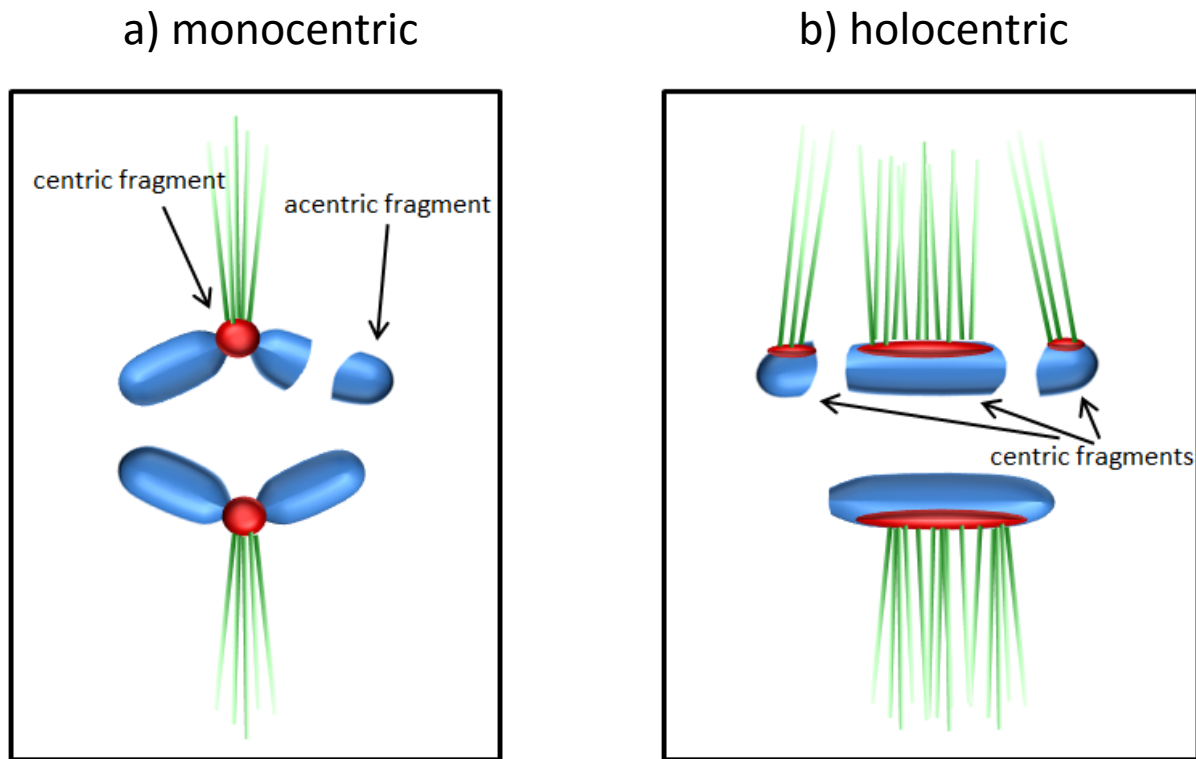 a) monocentric
b) holocentric
centric fragment
acentric fragment
centric fragments